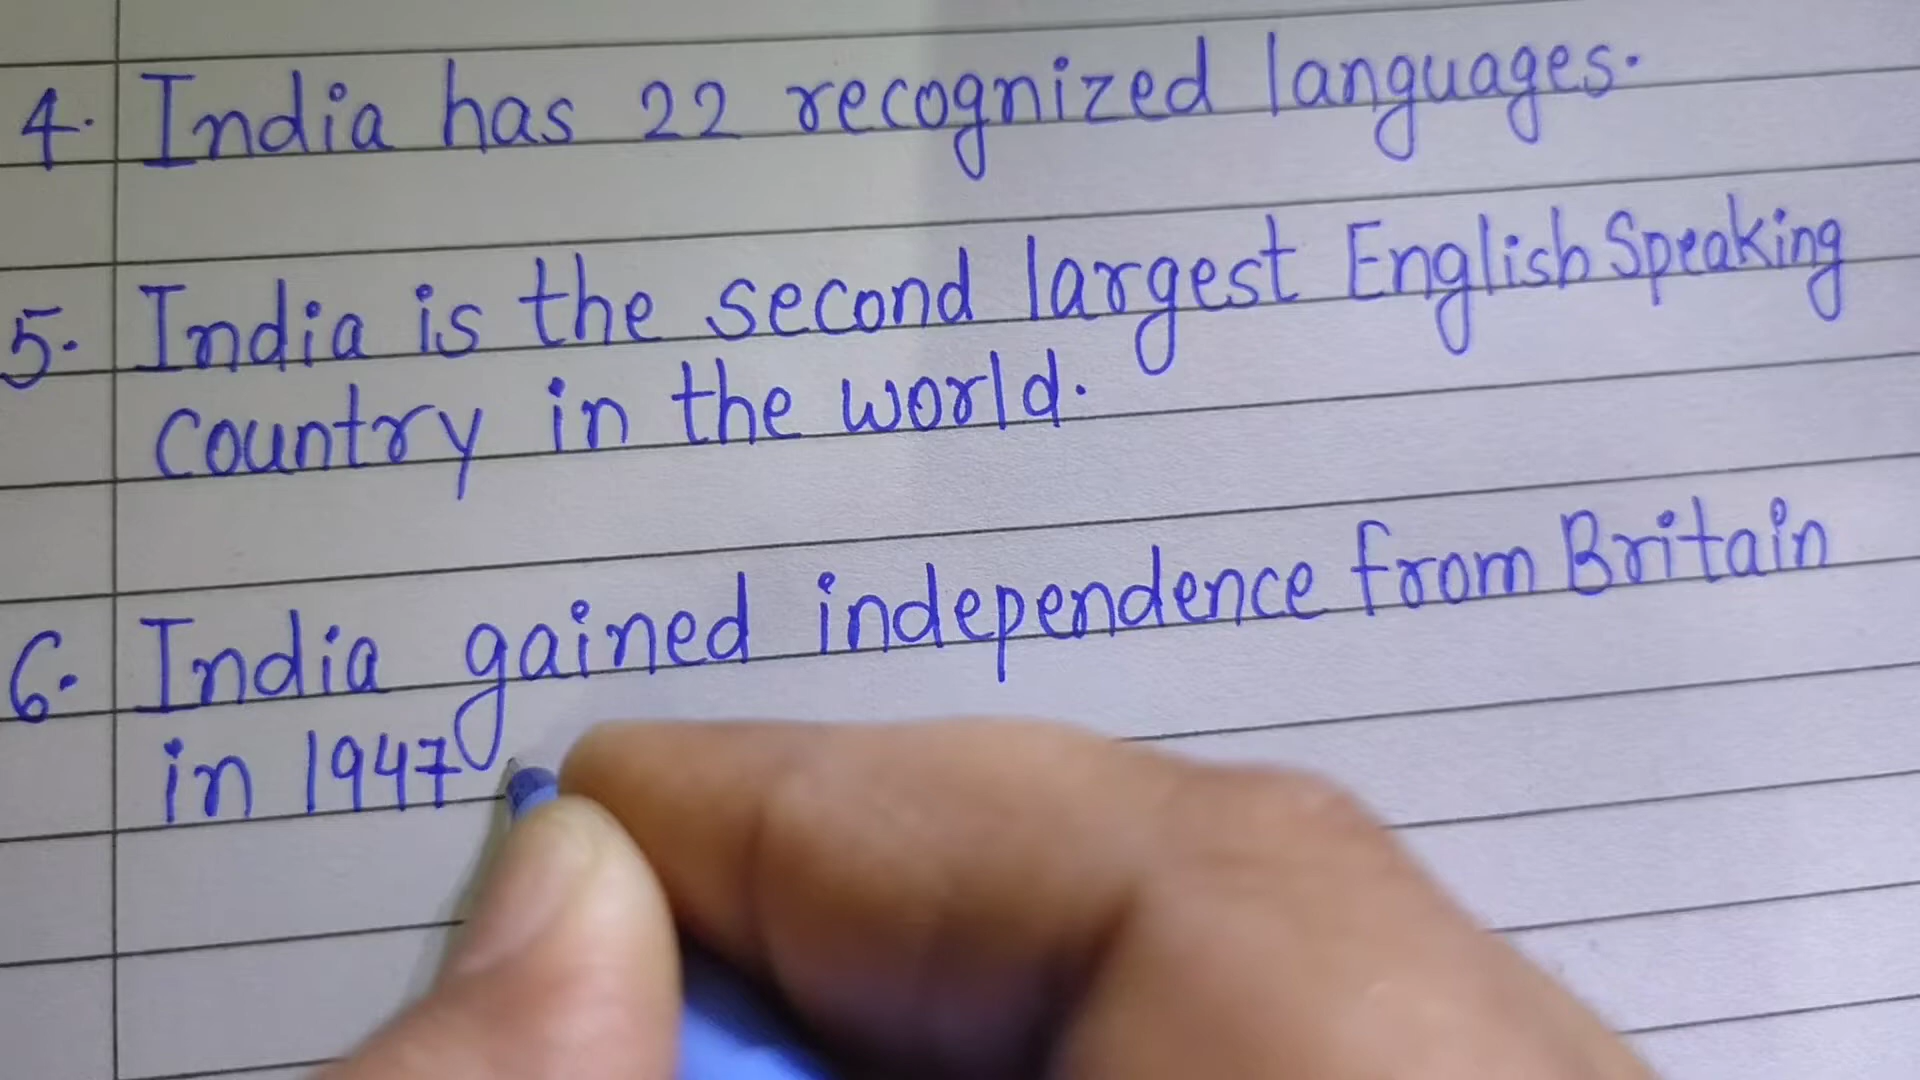 4. India has 22 recognized languages.
5. India is the second largest English Speaking
country in the world.
6. India gained independence from Britain
in 1947